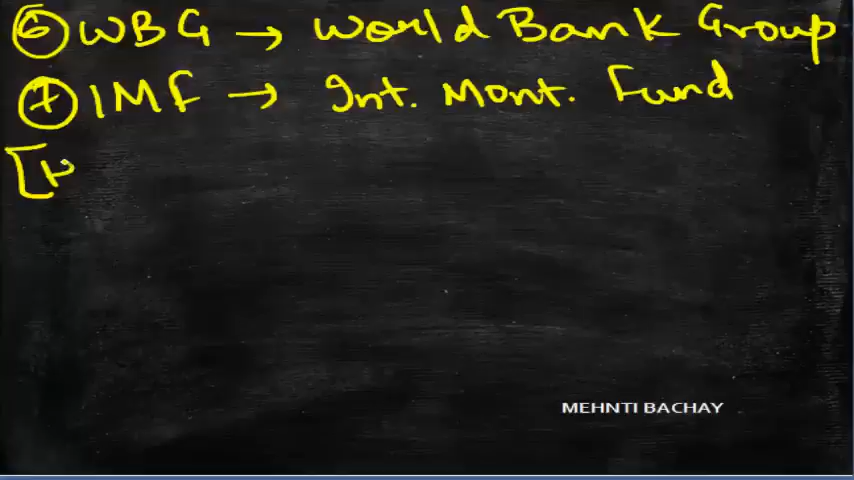 ⑥ WBG → World Bank Group
⑦ IMF → Int. Mont. Fund
MEHNTI BACHAY